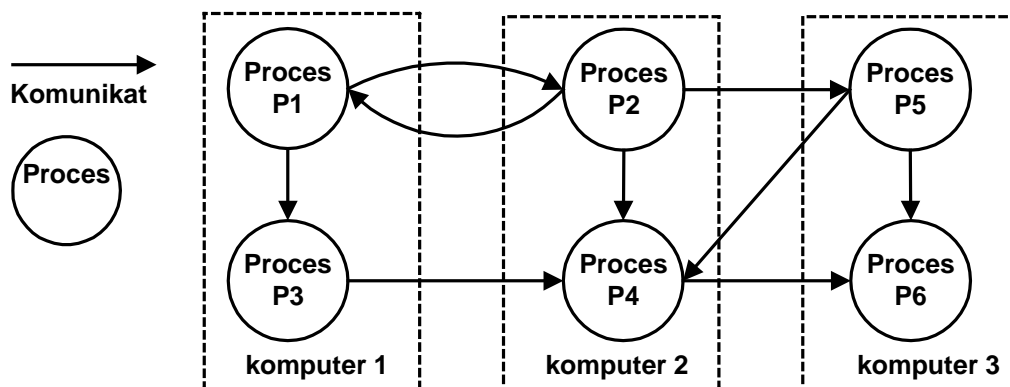 Komunikat
Proces
Proces
P1
Proces
P2
Proces
P5
Proces
P3
Proces
P4
Proces
P6
komputer 1
komputer 2
komputer 3